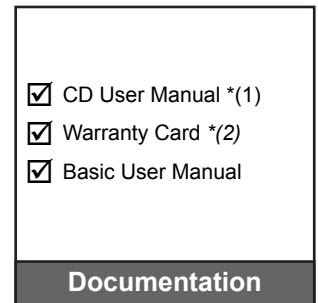 ☑ CD User Manual *(1)
☑ Warranty Card *(2)
☑ Basic User Manual
Documentation